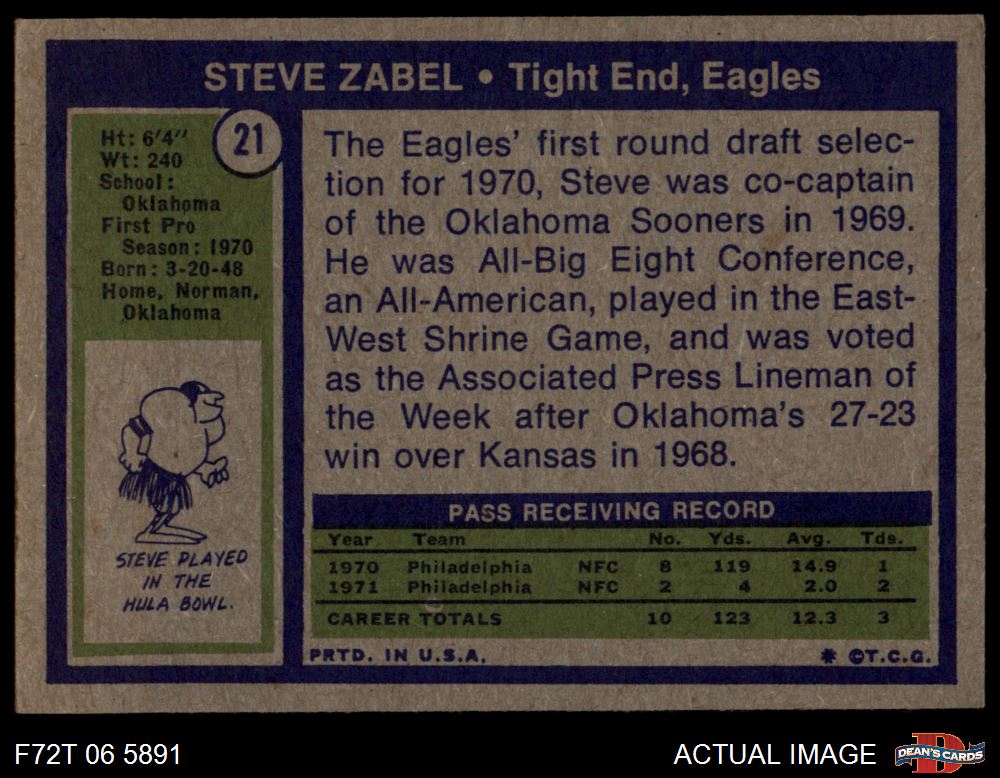 STEVE ZABEL • Tight End, Eagles
21
Ht: 6'4''
Wt: 240
School:
Oklahoma
First Pro
Season: 1970
Born: 3-20-48
Home, Norman,
Oklahoma
STEVE PLAYED
IN THE
HULA BOWL.
The Eagles' first round draft selec-
tion for 1970, Steve was co-captain
of the Oklahoma Sooners in 1969.
He was All-Big Eight Conference,
an All-American, played in the East-
West Shrine Game, and was voted
as the Associated Press Lineman of
the Week after Oklahoma's 27-23
win over Kansas in 1968.
PASS RECEIVING RECORD
Year Team No. Yds. Avg. Tds.
1970 Philadelphia NFC 8 119 14.9 1
1971 Philadelphia NFC 2 4 2.0 2
CAREER TOTALS 10 123 12.3 3
PRTD. IN U.S.A. * ©T.C.G.
F72T 06 5891 ACTUAL IMAGE DEAN'S CARDS